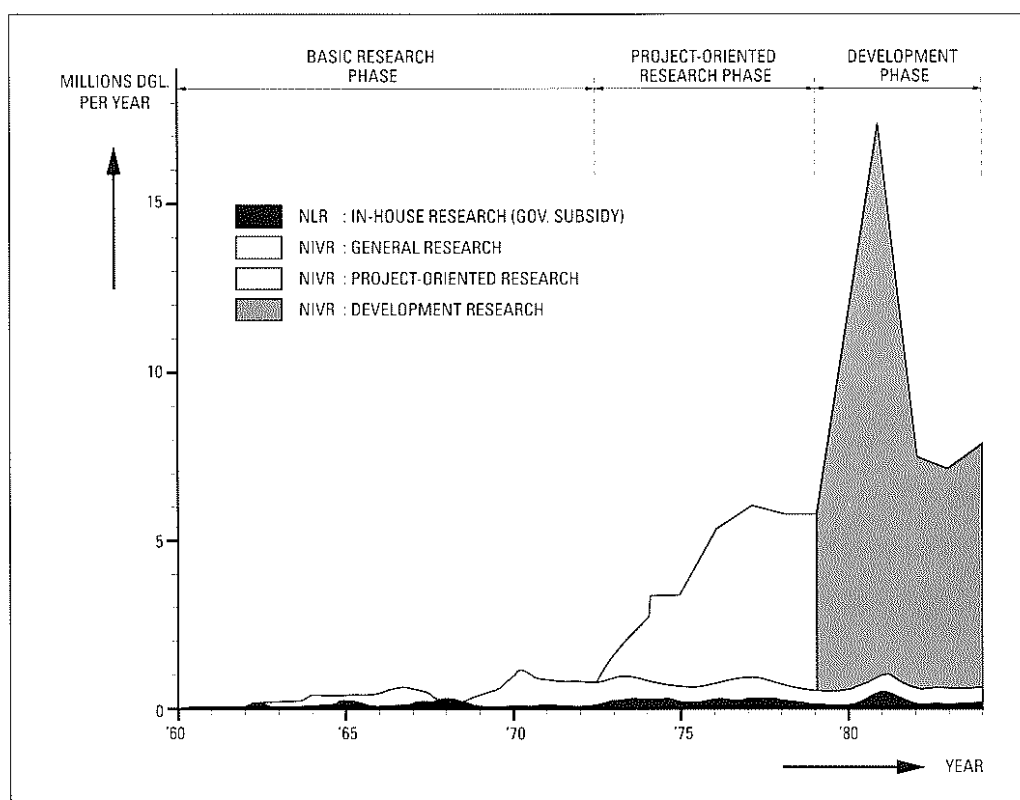 BASIC RESEARCH
PHASE
PROJECT-ORIENTED
RESEARCH PHASE
DEVELOPMENT
PHASE
MILLIONS DGL.
PER YEAR
15
10
5
0
NLR : IN-HOUSE RESEARCH (GOV. SUBSIDY)
NIVR : GENERAL RESEARCH
NIVR : PROJECT-ORIENTED RESEARCH
NIVR : DEVELOPMENT RESEARCH
'60 '65 '70 '75 '80
YEAR